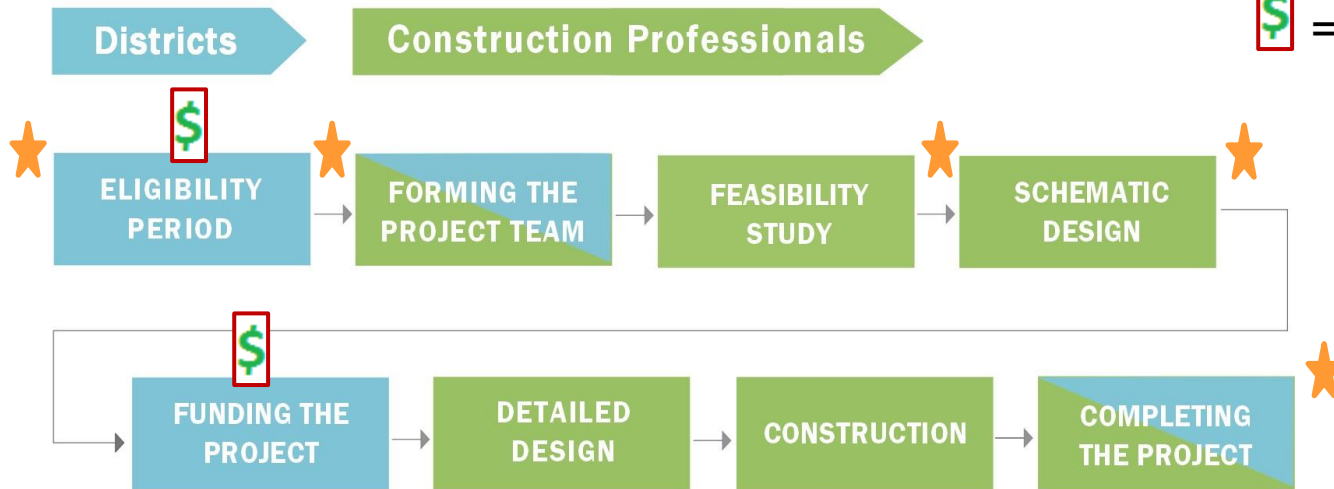 Districts
Construction Professionals
$ =
$
ELIGIBILITY
PERIOD
FORMING THE
PROJECT TEAM
FEASIBILITY
STUDY
SCHEMATIC
DESIGN
$
FUNDING THE
PROJECT
DETAILED
DESIGN
CONSTRUCTION
COMPLETING
THE PROJECT